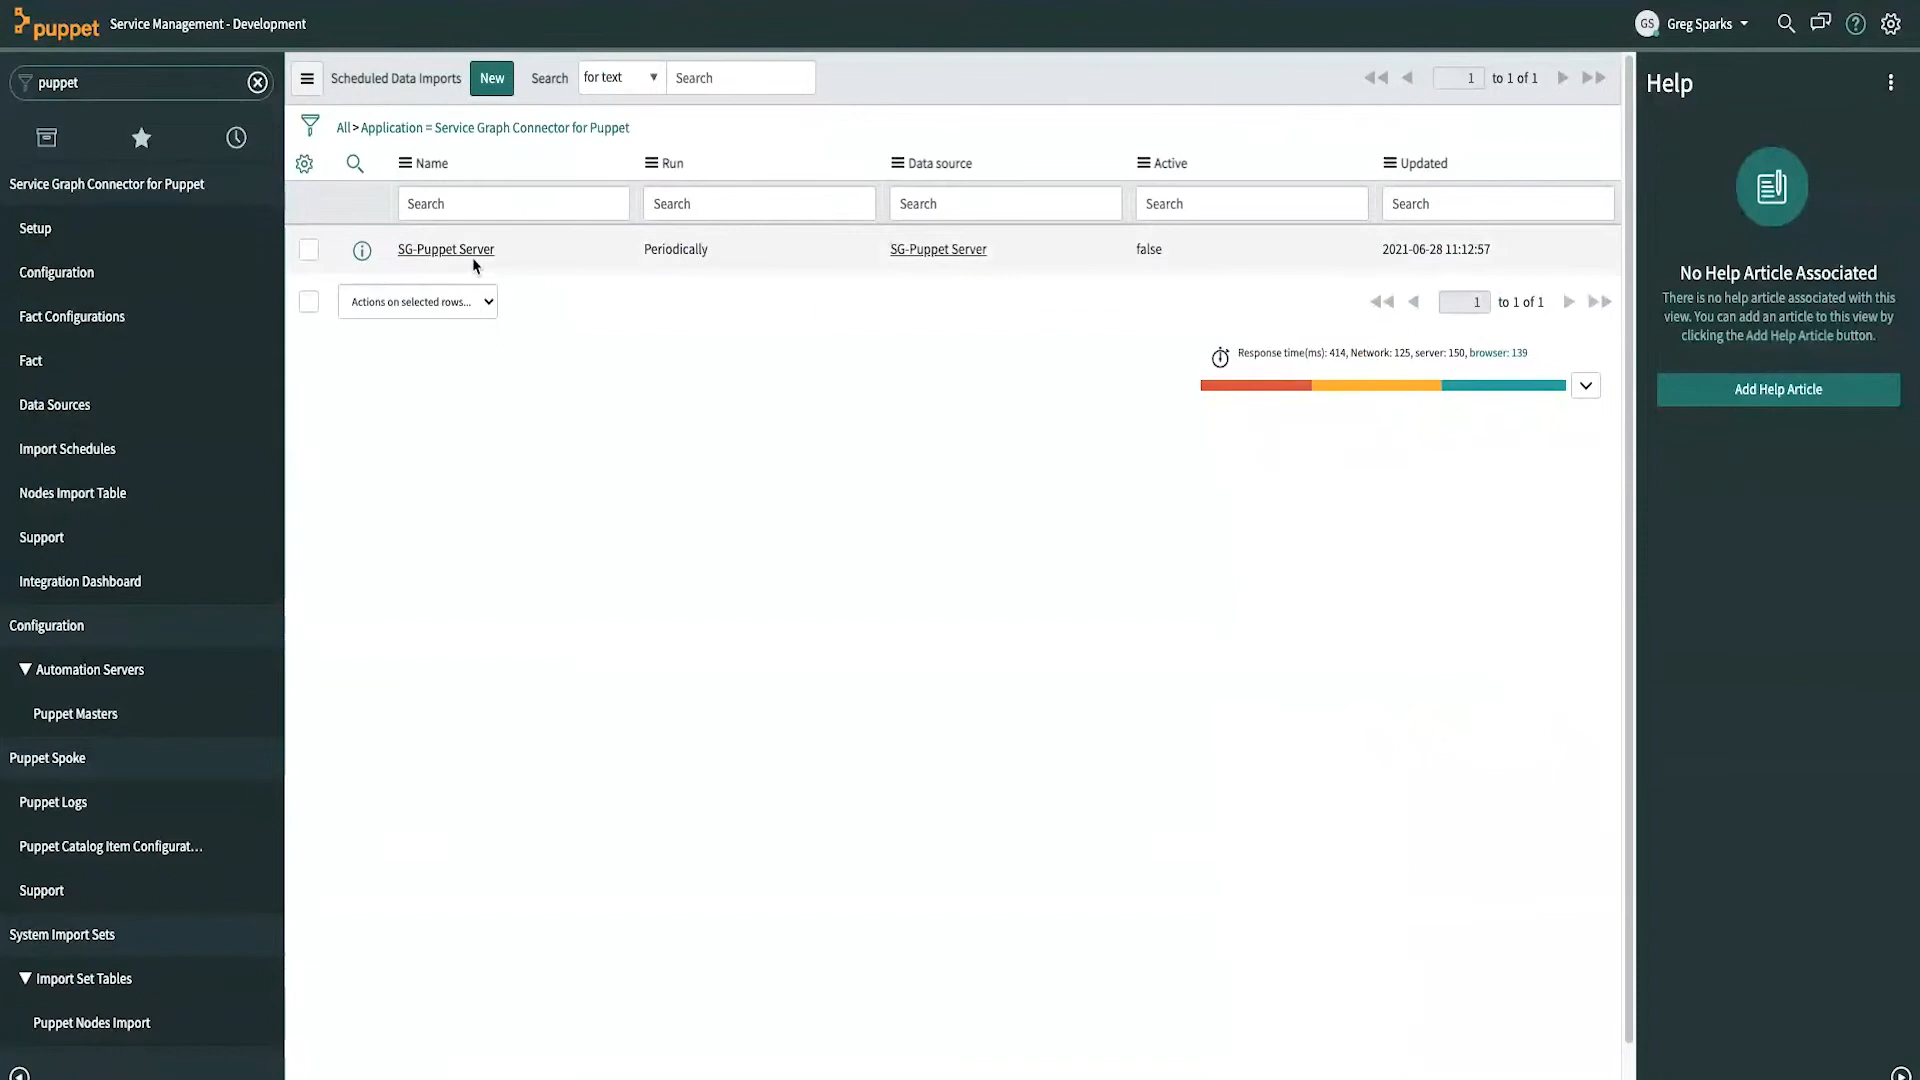 puppet Service Management - Development
GS Greg Sparks
puppet
Service Graph Connector for Puppet
Setup
Configuration
Fact Configurations
Fact
Data Sources
Import Schedules
Nodes Import Table
Support
Integration Dashboard
Configuration
Automation Servers
Puppet Masters
Puppet Spoke
Puppet Logs
Puppet Catalog Item Configurat...
Support
System Import Sets
Import Set Tables
Puppet Nodes Import
Scheduled Data Imports New Search for text Search 1 to 1 of 1
All > Application = Service Graph Connector for Puppet
Name Run Data source Active Updated
Search Search Search Search Search
SG-Puppet Server Periodically SG-Puppet Server false 2021-06-28 11:12:57
Actions on selected rows... 1 to 1 of 1
Response time(ms): 414, Network: 125, server: 150, browser: 139
Help
No Help Article Associated
There is no help article associated with this
view. You can add an article to this view by
clicking the Add Help Article button.
Add Help Article